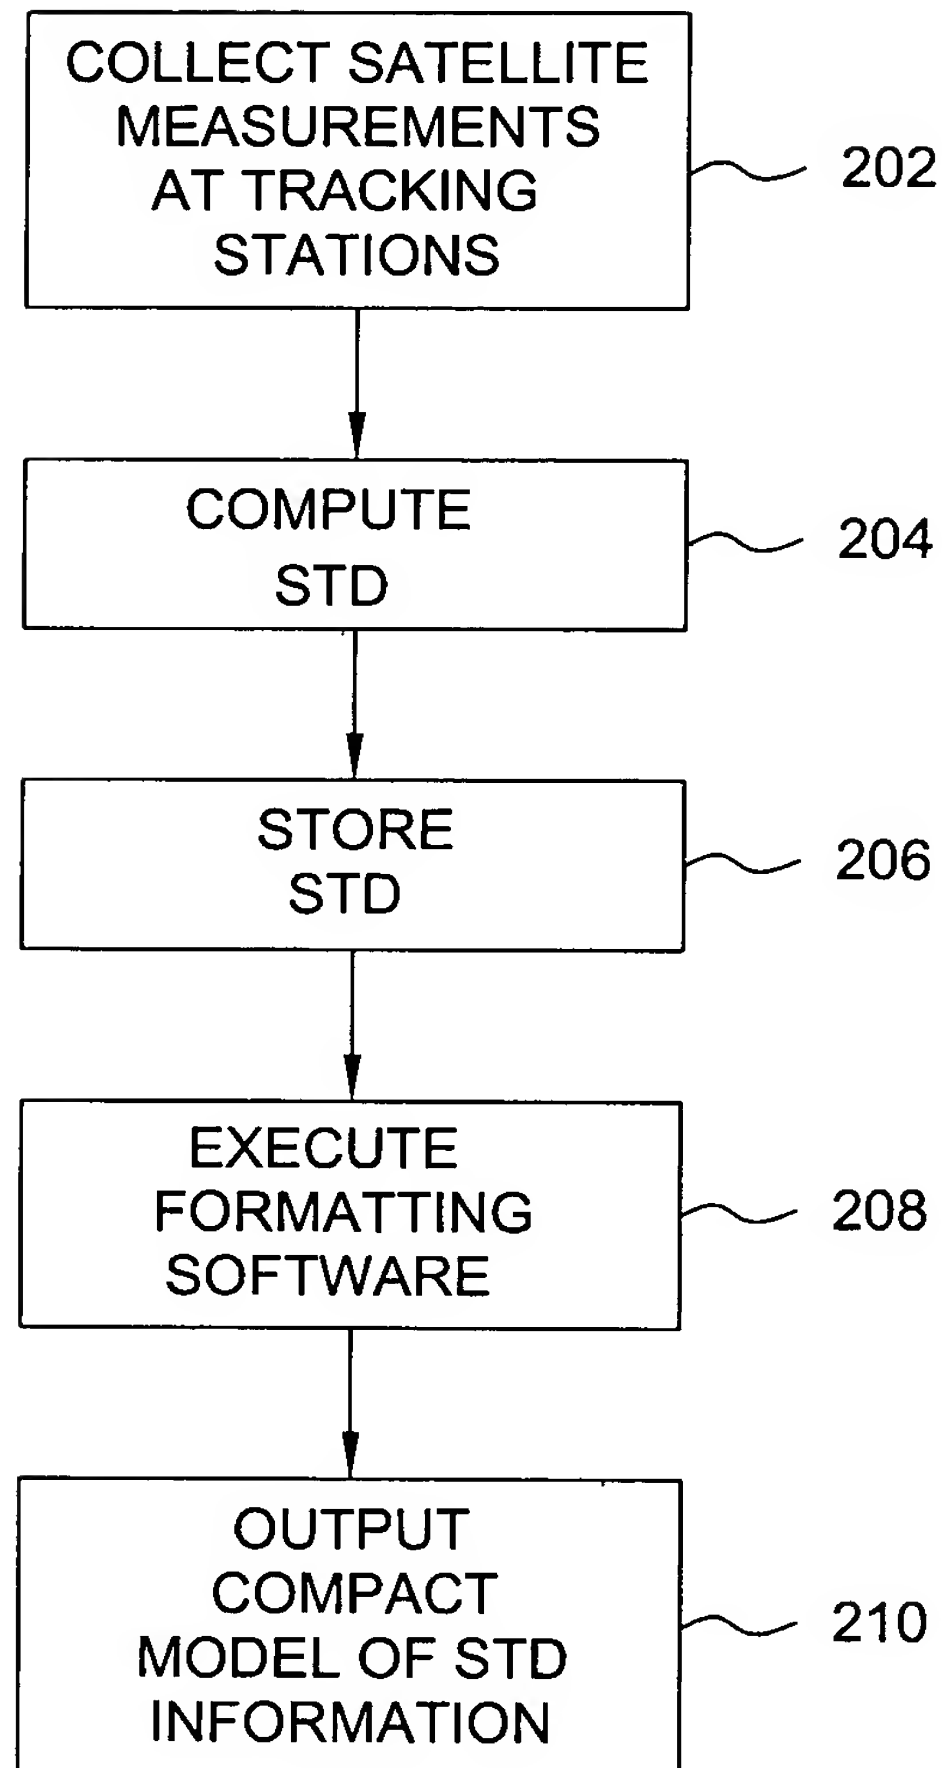 COLLECT SATELLITE
MEASUREMENTS
AT TRACKING
STATIONS
202
COMPUTE
STD
204
STORE
STD
206
EXECUTE
FORMATTING
SOFTWARE
208
OUTPUT
COMPACT
MODEL OF STD
INFORMATION
210